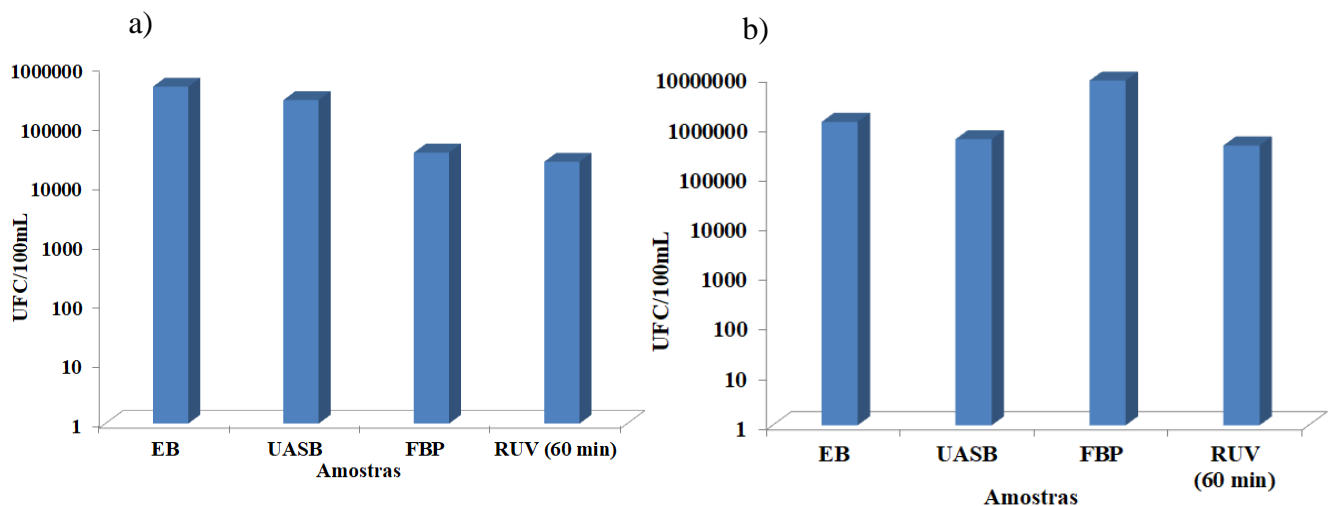 a)
1000000
100000
10000
1000
100
10
1
UFC/100mL
EB
UASB
FBP
RUV (60 min)
Amostras
b)
10000000
1000000
100000
10000
1000
100
10
1
UFC/100mL
EB
UASB
FBP
RUV
(60 min)
Amostras